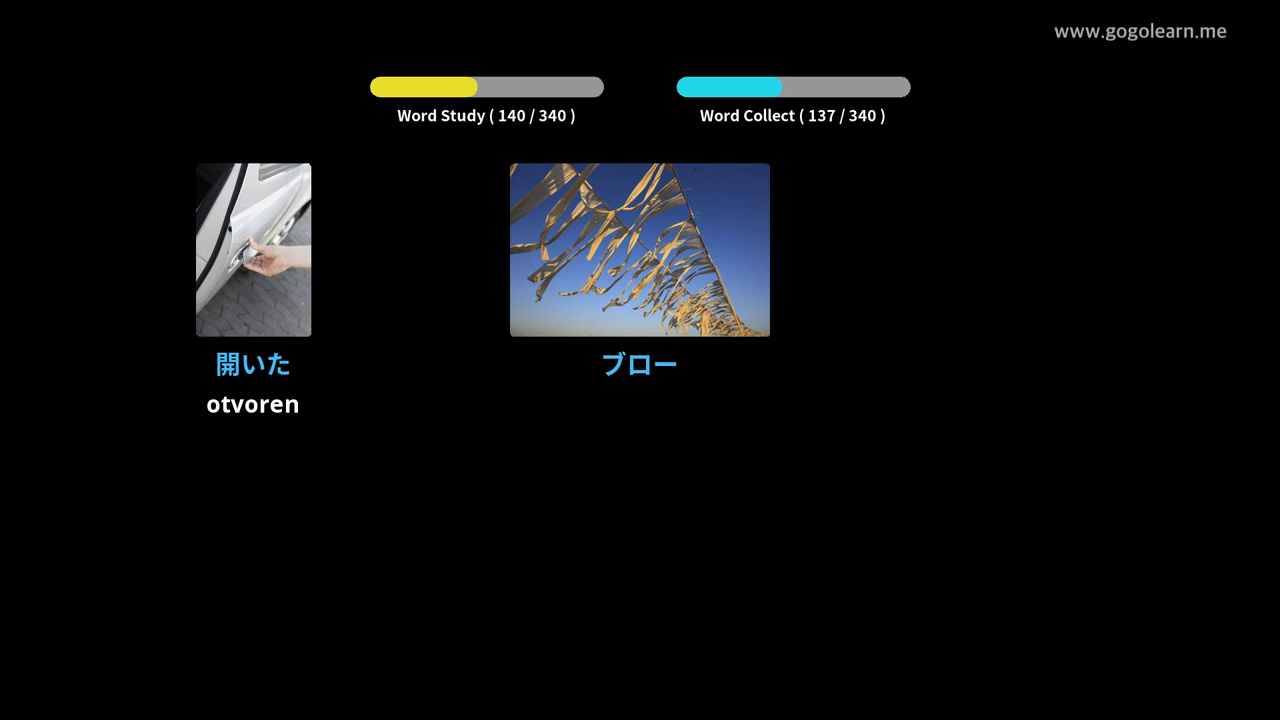 www.gogolearn.me
Word Study ( 140 / 340 )
Word Collect ( 137 / 340 )
開いた
otvoren
ブロー